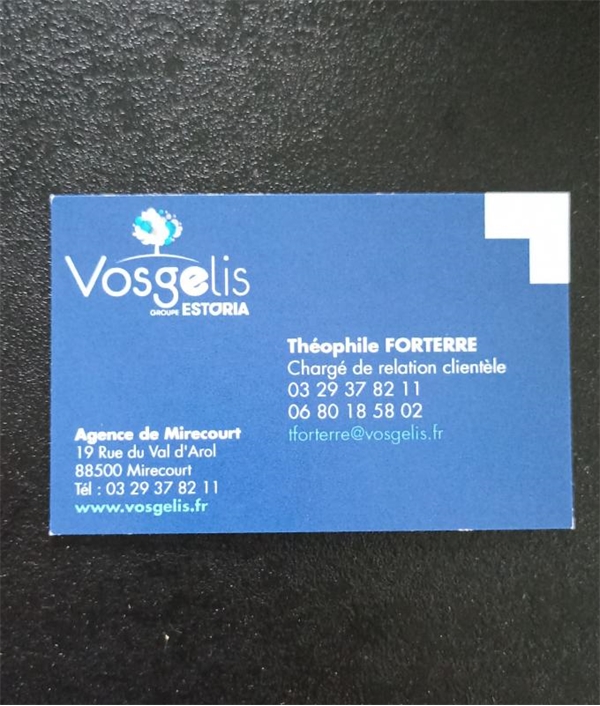 Vosgelis
GROUPE ESTORIA
Théophile FORTERRE
Chargé de relation clientèle
03 29 37 82 11
06 80 18 58 02
tforterre@vosgelis.fr
Agence de Mirecourt
19 Rue du Val d'Arol
88500 Mirecourt
Tél : 03 29 37 82 11
www.vosgelis.fr